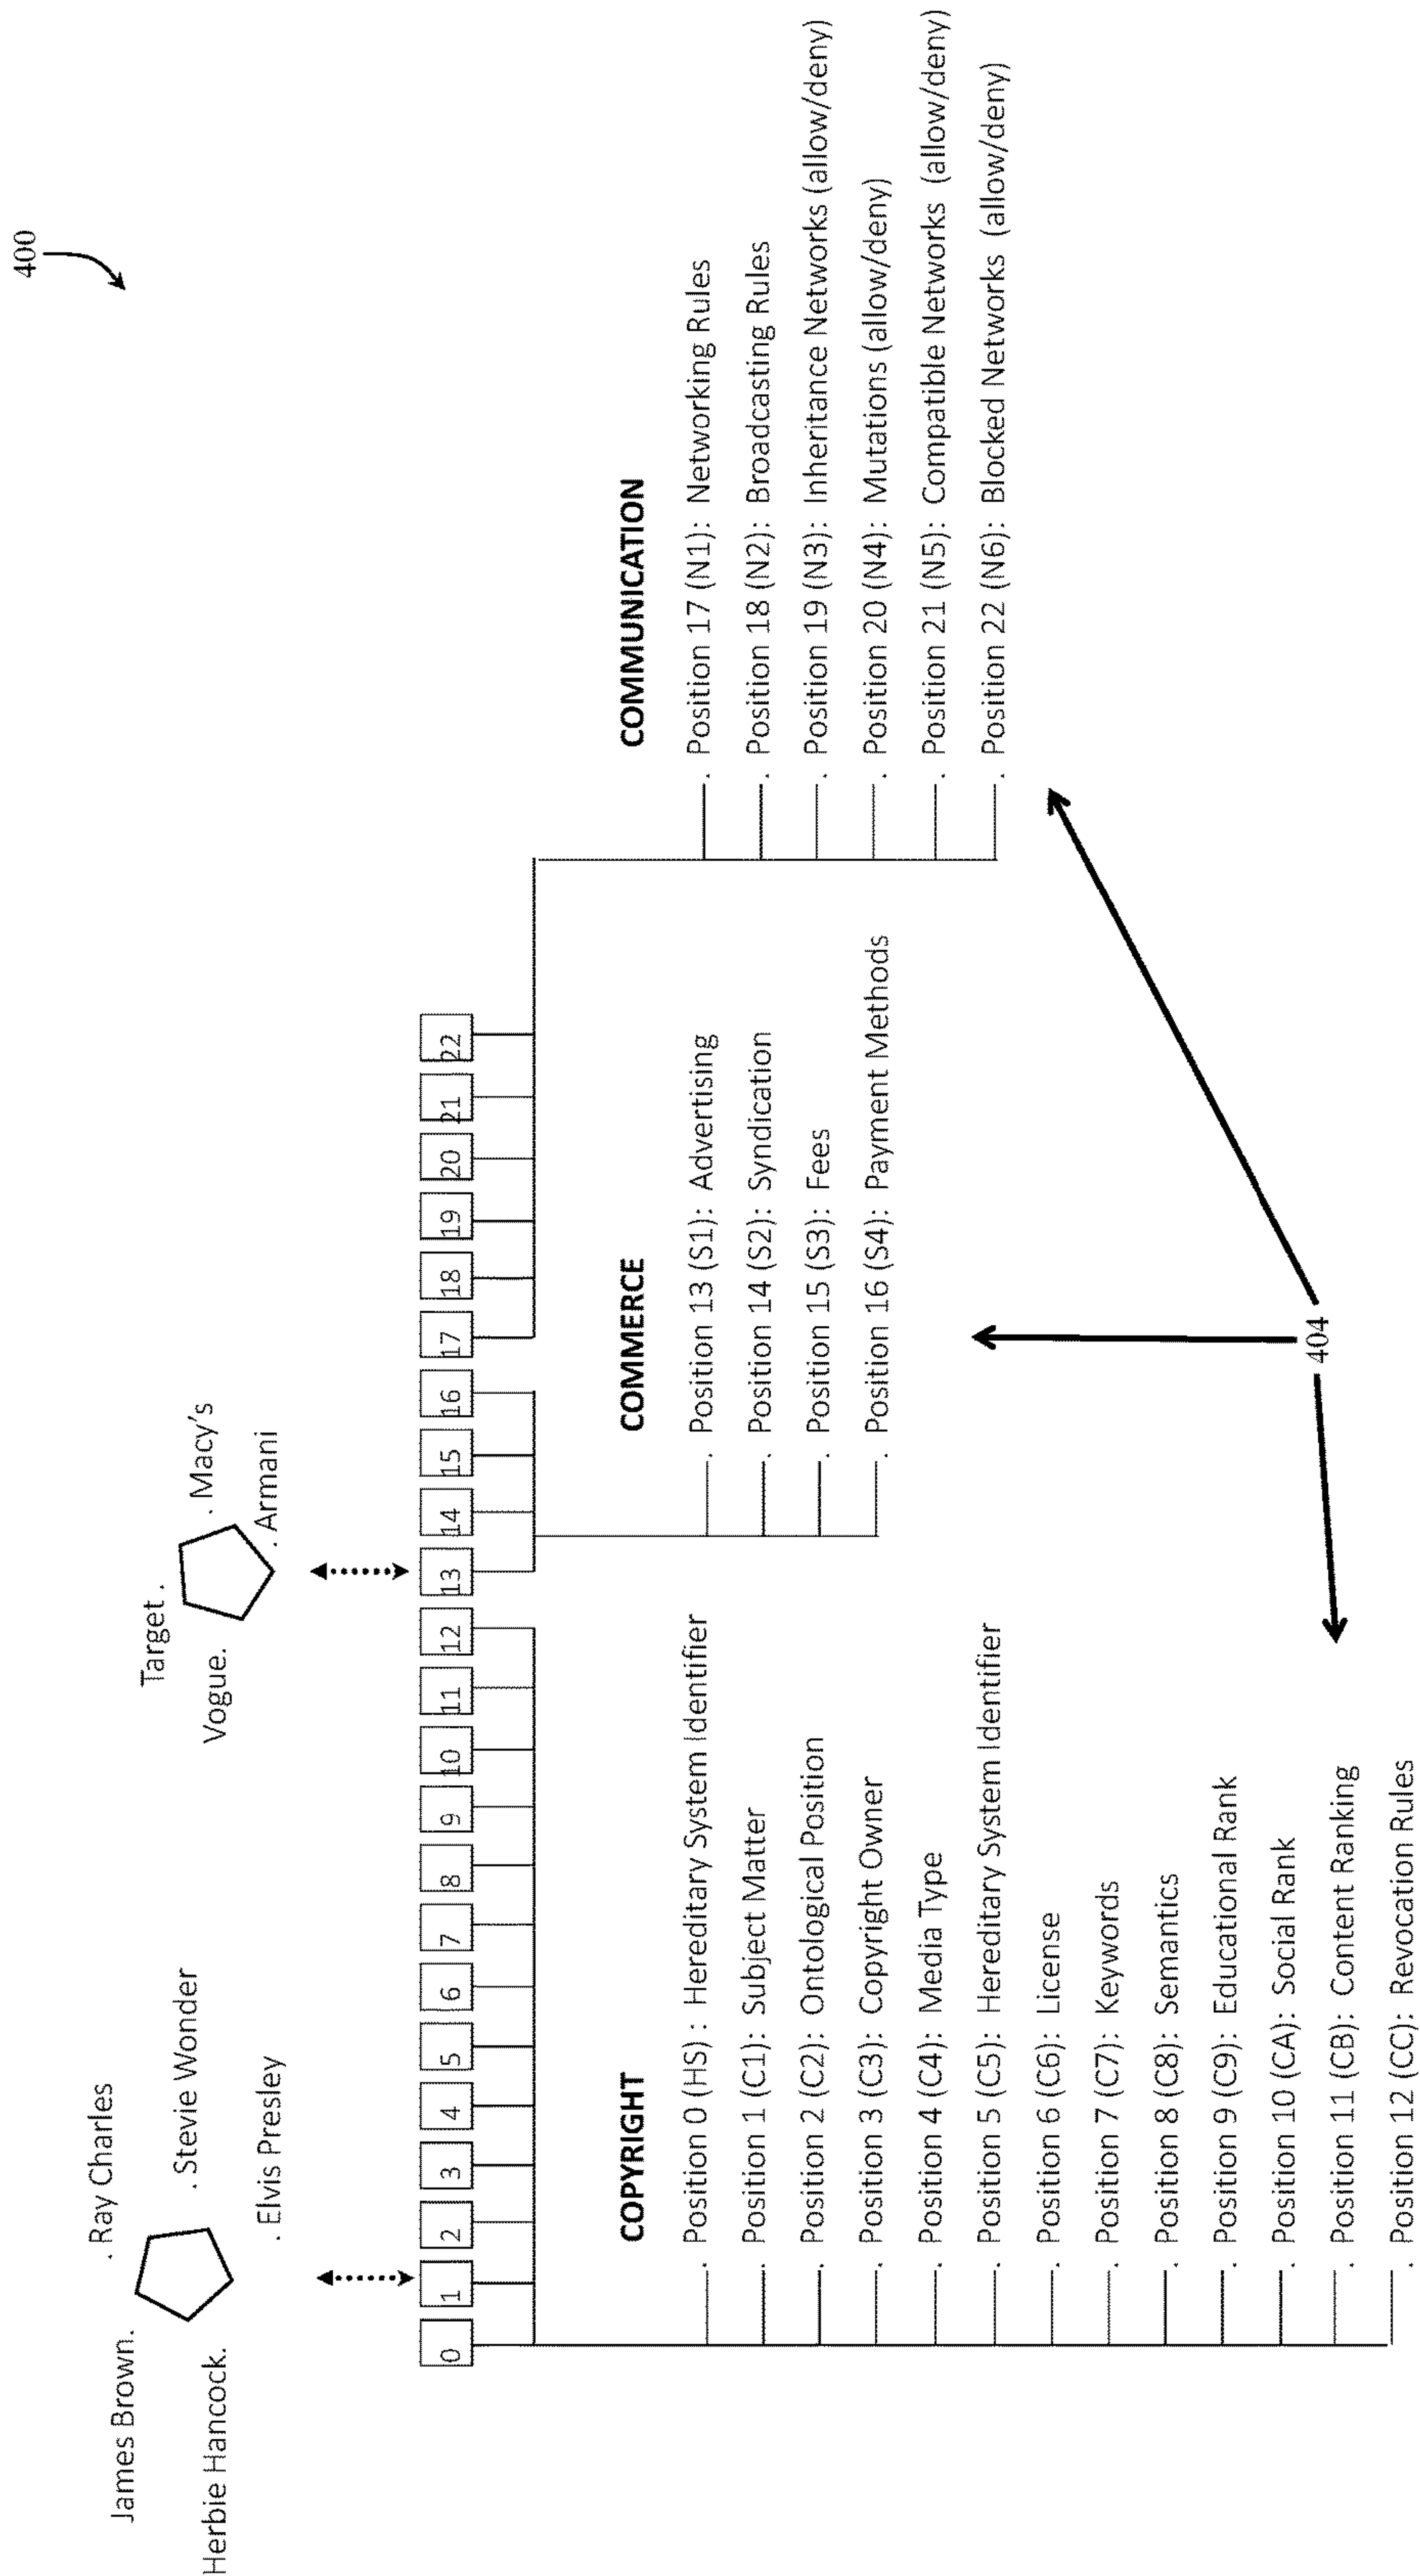 400
James Brown.
. Ray Charles
Herbie Hancock.
. Stevie Wonder
. Elvis Presley
Target .
Vogue.
. Macy's
. Armani
0 1 2 3 4 5 6 7 8 9 10 11 12 13 14 15 16 17 18 19 20 21 22
COPYRIGHT
. Position 0 (HS) : Hereditary System Identifier
. Position 1 (C1): Subject Matter
. Position 2 (C2): Ontological Position
. Position 3 (C3): Copyright Owner
. Position 4 (C4): Media Type
. Position 5 (C5): Hereditary System Identifier
. Position 6 (C6): License
. Position 7 (C7): Keywords
. Position 8 (C8): Semantics
. Position 9 (C9): Educational Rank
. Position 10 (CA): Social Rank
. Position 11 (CB): Content Ranking
. Position 12 (CC): Revocation Rules
COMMERCE
. Position 13 (S1): Advertising
. Position 14 (S2): Syndication
. Position 15 (S3): Fees
. Position 16 (S4): Payment Methods
COMMUNICATION
. Position 17 (N1): Networking Rules
. Position 18 (N2): Broadcasting Rules
. Position 19 (N3): Inheritance Networks (allow/deny)
. Position 20 (N4): Mutations (allow/deny)
. Position 21 (N5): Compatible Networks (allow/deny)
. Position 22 (N6): Blocked Networks (allow/deny)
404